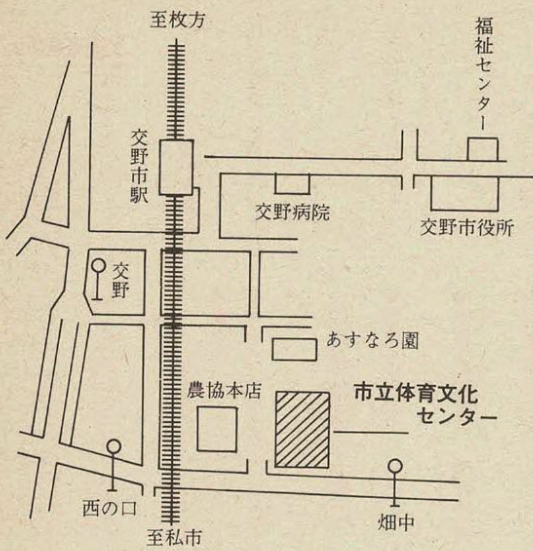 至枚方
福祉センター
交野市駅
交野病院
交野市役所
交野
あすなろ園
農協本店
市立体育文化
センター
西の口
畑中
至私市